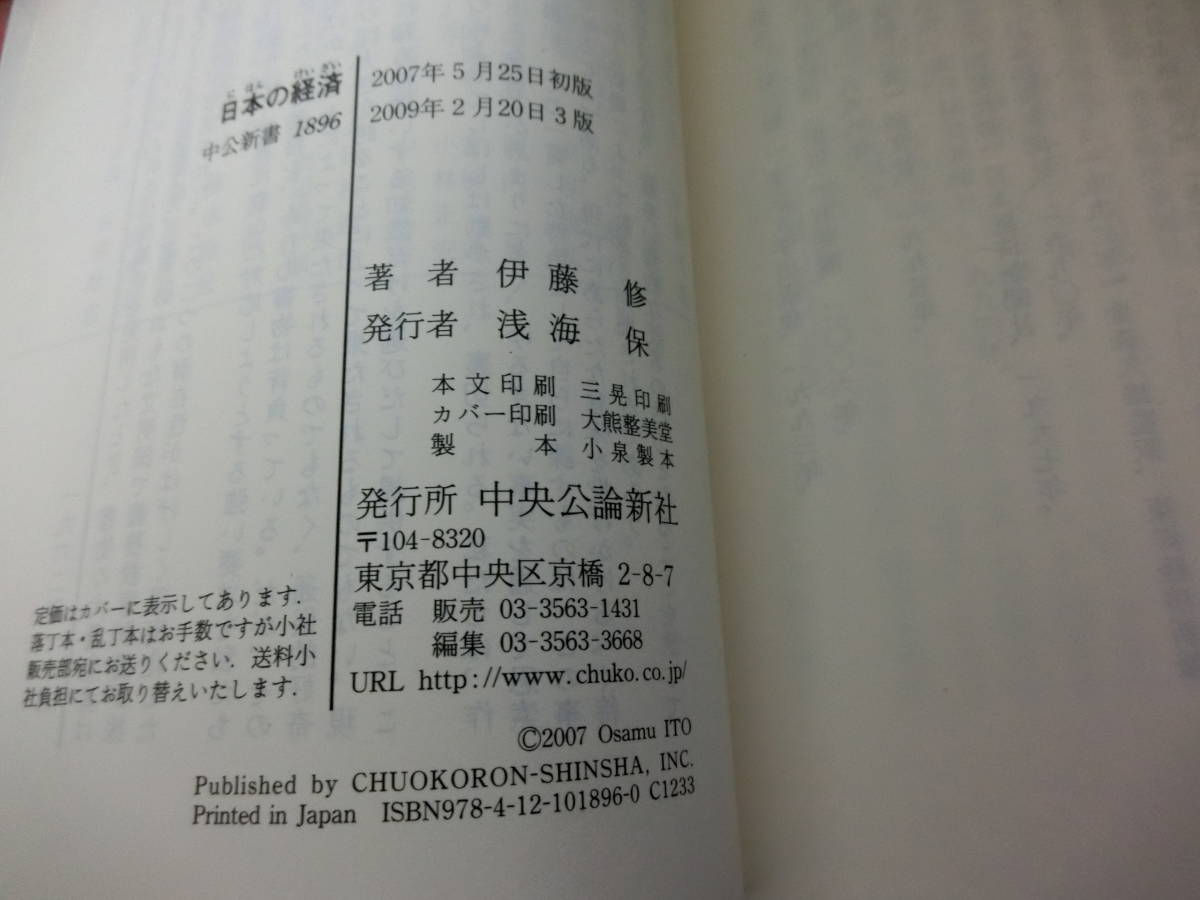 日本の経済
にほん けいざい
中公新書 1896
2007年5月25日初版
2009年2月20日3版
著者 伊藤 修
発行者 浅海 保
本文印刷 三晃印刷
カバー印刷 大熊整美堂
製本 小泉製本
発行所 中央公論新社
〒104-8320
東京都中央区京橋 2-8-7
電話 販売 03-3563-1431
編集 03-3563-3668
URL http://www.chuko.co.jp/
定価はカバーに表示してあります.
落丁本・乱丁本はお手数ですが小社
販売部宛にお送りください.送料小
社負担にてお取り替えいたします.
©2007 Osamu ITO
Published by CHUOKORON-SHINSHA, INC.
Printed in Japan ISBN978-4-12-101896-0 C1233